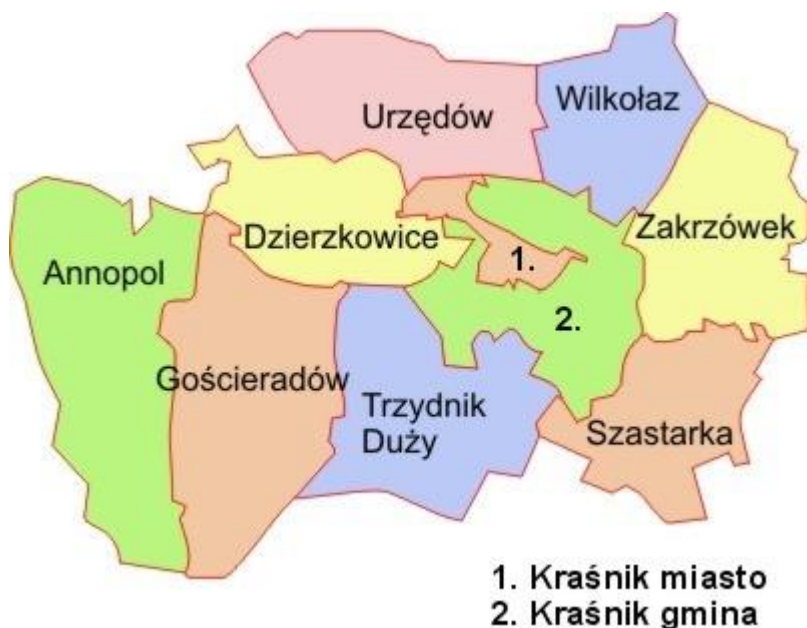 Urzędów
Wilkołaz
Dzierzkowice
Zakrzówek
Annopol
1.
2.
Gościeradów
Trzydnik
Duży
Szastarka
1. Kraśnik miasto
2. Kraśnik gmina